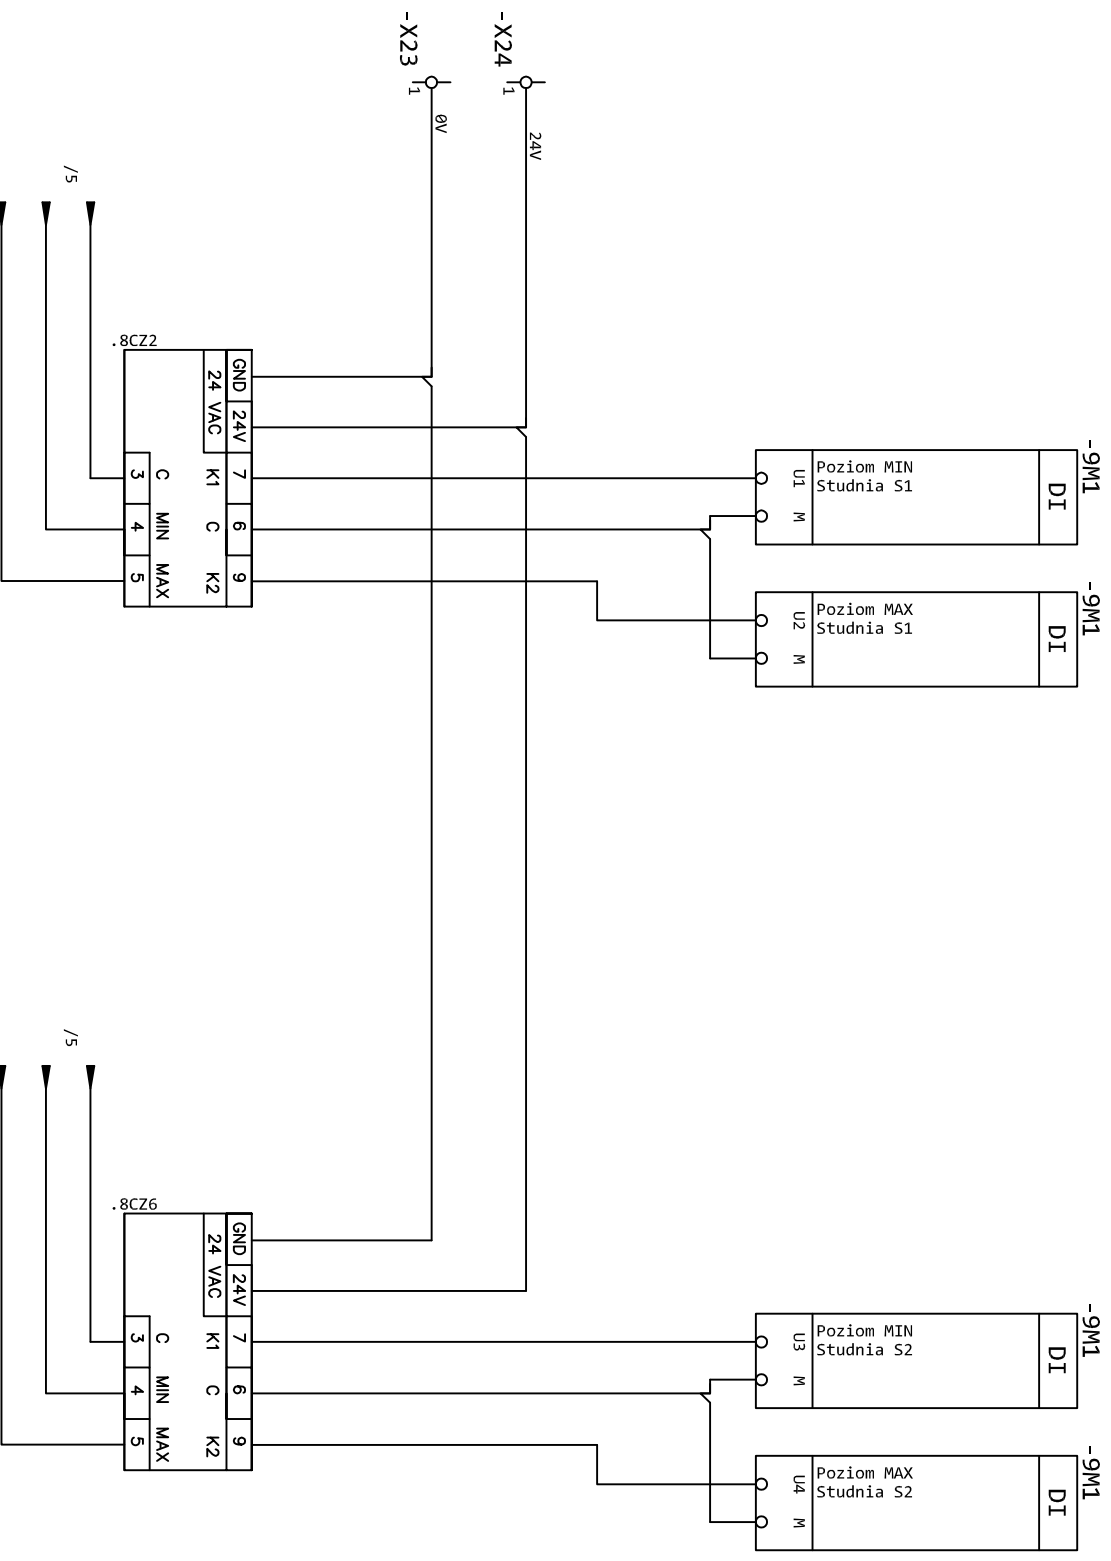 -X23
1
0V
-X24
1
24V
/5
.8CZ2
GND
24V
24 VAC
7
K1
6
C
9
K2
3
C
4
MIN
5
MAX
-9M1
DI
Poziom MIN
Studnia S1
U1
M
-9M1
DI
Poziom MAX
Studnia S1
U2
M
/5
.8CZ6
GND
24V
24 VAC
7
K1
6
C
9
K2
3
C
4
MIN
5
MAX
-9M1
DI
Poziom MIN
Studnia S2
U3
M
-9M1
DI
Poziom MAX
Studnia S2
U4
M